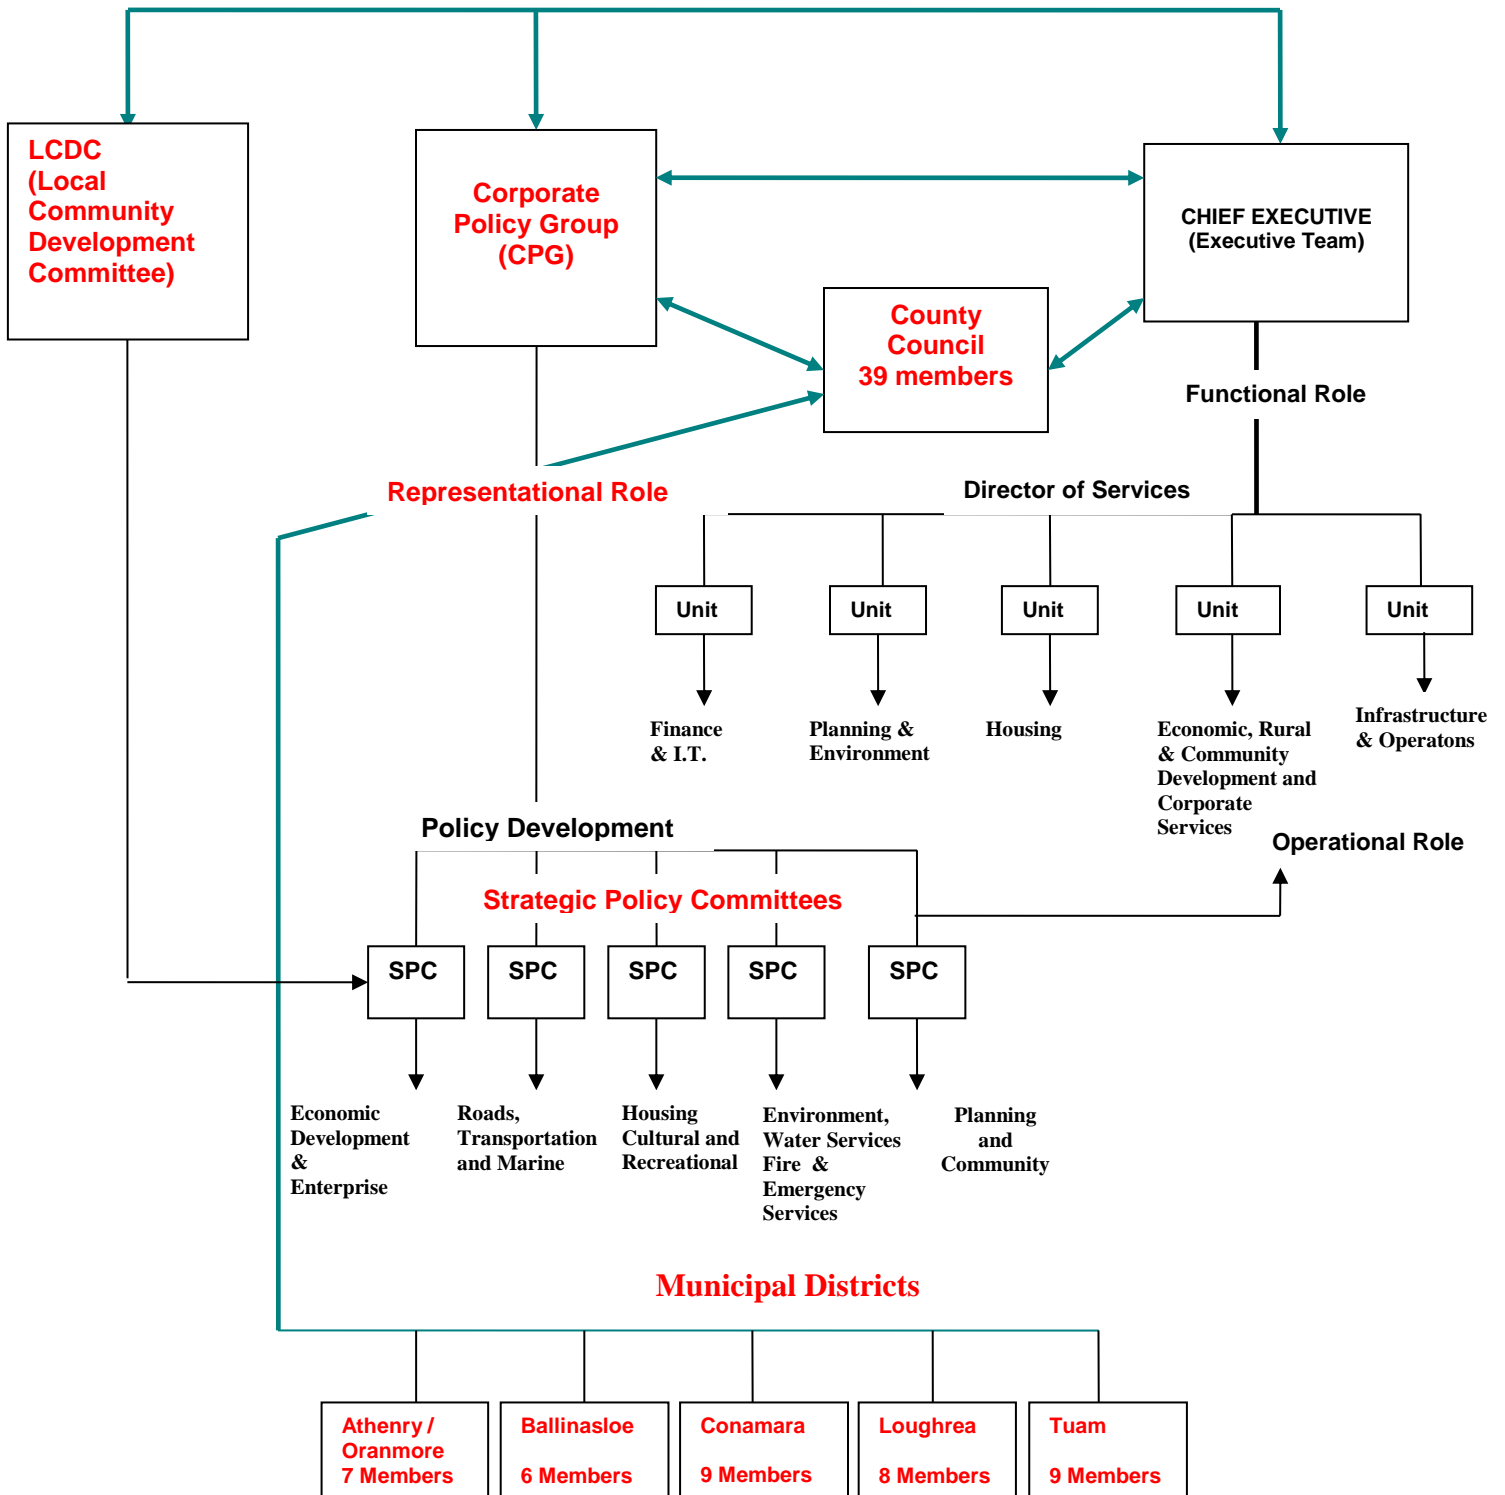 LCDC
(Local
Community
Development
Committee)
Corporate
Policy Group
(CPG)
CHIEF EXECUTIVE
(Executive Team)
County
Council
39 members
Functional Role
Representational Role
Director of Services
Unit
Unit
Unit
Unit
Unit
Finance
& I.T.
Planning &
Environment
Housing
Economic, Rural
& Community
Development and
Corporate
Services
Infrastructure
& Operatons
Policy Development
Operational Role
Strategic Policy Committees
SPC
SPC
SPC
SPC
SPC
Economic
Development
&
Enterprise
Roads,
Transportation
and Marine
Housing
Cultural and
Recreational
Environment,
Water Services
Fire &
Emergency
Services
Planning
and
Community
Municipal Districts
Athenry /
Oranmore
7 Members
Ballinasloe
6 Members
Conamara
9 Members
Loughrea
8 Members
Tuam
9 Members